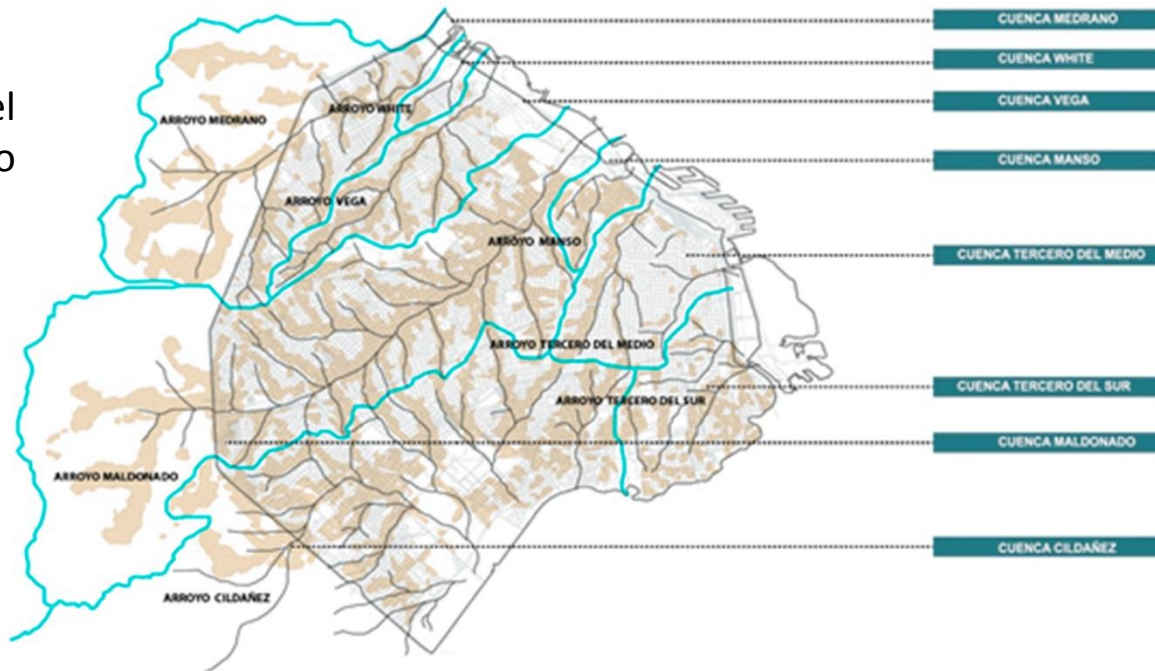 CUENCA MEDRANO
CUENCA WHITE
el
CUENCA VEGA
ARROYO WHITE
ARROYO MEDRANO
o
CUENCA MANSO
ARROYO VEGA
ARROYO MANSO
CUENCA TERCERO DEL MEDIO
ARROYO TERCERO DEL MEDIO
CUENCA TERCERO DEL SUR
ARROYO TERCERO DEL SUR
CUENCA MALDONADO
ARROYO MALDONADO
CUENCA CILDAÑEZ
ARROYO CILDAÑEZ